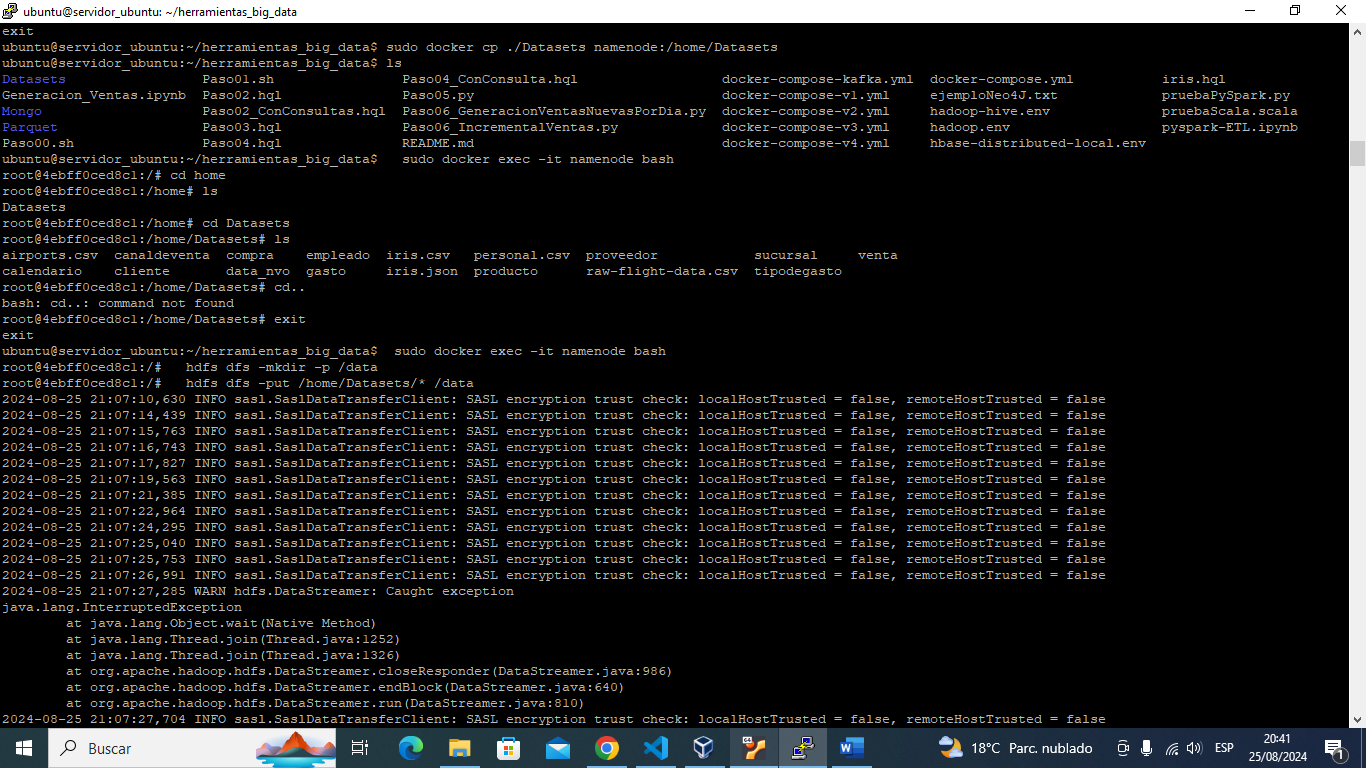 ubuntu@servidor_ubuntu: ~/herramientas_big_data
exit
ubuntu@servidor_ubuntu:~/herramientas_big_data$ sudo docker cp ./Datasets namenode:/home/Datasets
ubuntu@servidor_ubuntu:~/herramientas_big_data$ ls
Datasets Paso01.sh Paso04_ConConsulta.hql docker-compose-kafka.yml docker-compose.yml iris.hql
Generacion_Ventas.ipynb Paso02.hql Paso05.py docker-compose-v1.yml ejemploNeo4J.txt pruebaPySpark.py
Mongo Paso02_ConConsultas.hql Paso06_GeneracionVentasNuevasPorDia.py docker-compose-v2.yml hadoop-hive.env pruebaScala.scala
Parquet Paso03.hql Paso06_IncrementalVentas.py docker-compose-v3.yml hadoop.env pyspark-ETL.ipynb
Paso00.sh Paso04.hql README.md docker-compose-v4.yml hbase-distributed-local.env
ubuntu@servidor_ubuntu:~/herramientas_big_data$   sudo docker exec -it namenode bash
root@4ebff0ced8c1:/# cd home
root@4ebff0ced8c1:/home# ls
Datasets
root@4ebff0ced8c1:/home# cd Datasets
root@4ebff0ced8c1:/home/Datasets# ls
airports.csv canaldeventa compra empleado iris.csv personal.csv proveedor sucursal venta
calendario cliente data_nvo gasto iris.json producto raw-flight-data.csv tipodegasto
root@4ebff0ced8c1:/home/Datasets# cd..
bash: cd..: command not found
root@4ebff0ced8c1:/home/Datasets# exit
exit
ubuntu@servidor_ubuntu:~/herramientas_big_data$  sudo docker exec -it namenode bash
root@4ebff0ced8c1:/#   hdfs dfs -mkdir -p /data
root@4ebff0ced8c1:/#   hdfs dfs -put /home/Datasets/* /data
2024-08-25 21:07:10,630 INFO sasl.SaslDataTransferClient: SASL encryption trust check: localHostTrusted = false, remoteHostTrusted = false
2024-08-25 21:07:14,439 INFO sasl.SaslDataTransferClient: SASL encryption trust check: localHostTrusted = false, remoteHostTrusted = false
2024-08-25 21:07:15,763 INFO sasl.SaslDataTransferClient: SASL encryption trust check: localHostTrusted = false, remoteHostTrusted = false
2024-08-25 21:07:16,743 INFO sasl.SaslDataTransferClient: SASL encryption trust check: localHostTrusted = false, remoteHostTrusted = false
2024-08-25 21:07:17,827 INFO sasl.SaslDataTransferClient: SASL encryption trust check: localHostTrusted = false, remoteHostTrusted = false
2024-08-25 21:07:19,563 INFO sasl.SaslDataTransferClient: SASL encryption trust check: localHostTrusted = false, remoteHostTrusted = false
2024-08-25 21:07:21,385 INFO sasl.SaslDataTransferClient: SASL encryption trust check: localHostTrusted = false, remoteHostTrusted = false
2024-08-25 21:07:22,964 INFO sasl.SaslDataTransferClient: SASL encryption trust check: localHostTrusted = false, remoteHostTrusted = false
2024-08-25 21:07:24,295 INFO sasl.SaslDataTransferClient: SASL encryption trust check: localHostTrusted = false, remoteHostTrusted = false
2024-08-25 21:07:25,040 INFO sasl.SaslDataTransferClient: SASL encryption trust check: localHostTrusted = false, remoteHostTrusted = false
2024-08-25 21:07:25,753 INFO sasl.SaslDataTransferClient: SASL encryption trust check: localHostTrusted = false, remoteHostTrusted = false
2024-08-25 21:07:26,991 INFO sasl.SaslDataTransferClient: SASL encryption trust check: localHostTrusted = false, remoteHostTrusted = false
2024-08-25 21:07:27,285 WARN hdfs.DataStreamer: Caught exception
java.lang.InterruptedException
at java.lang.Object.wait(Native Method)
at java.lang.Thread.join(Thread.java:1252)
at java.lang.Thread.join(Thread.java:1326)
at org.apache.hadoop.hdfs.DataStreamer.closeResponder(DataStreamer.java:986)
at org.apache.hadoop.hdfs.DataStreamer.endBlock(DataStreamer.java:640)
at org.apache.hadoop.hdfs.DataStreamer.run(DataStreamer.java:810)
2024-08-25 21:07:27,704 INFO sasl.SaslDataTransferClient: SASL encryption trust check: localHostTrusted = false, remoteHostTrusted = false
Buscar
18°C Parc. nublado
ESP
20:41
25/08/2024
1